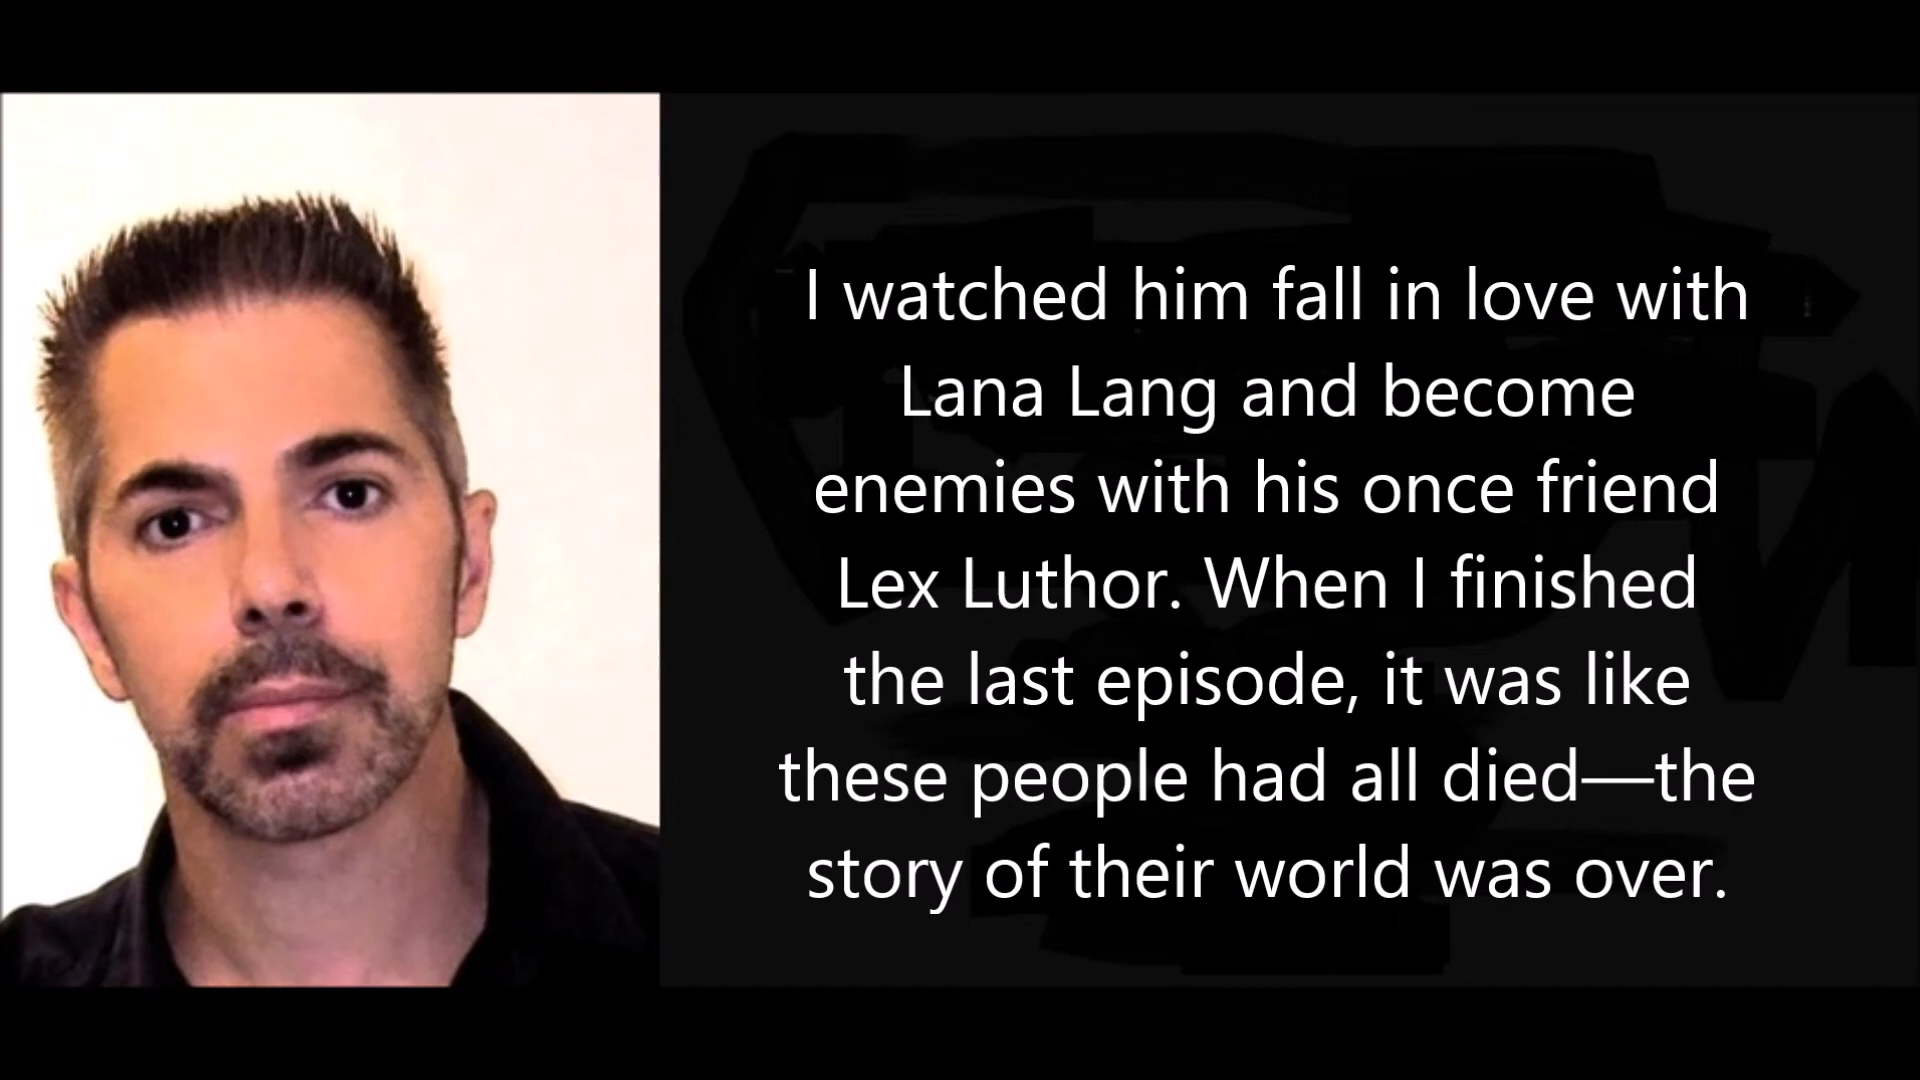 I watched him fall in love with
Lana Lang and become
enemies with his once friend
Lex Luthor. When I finished
the last episode, it was like
these people had all died—the
story of their world was over.